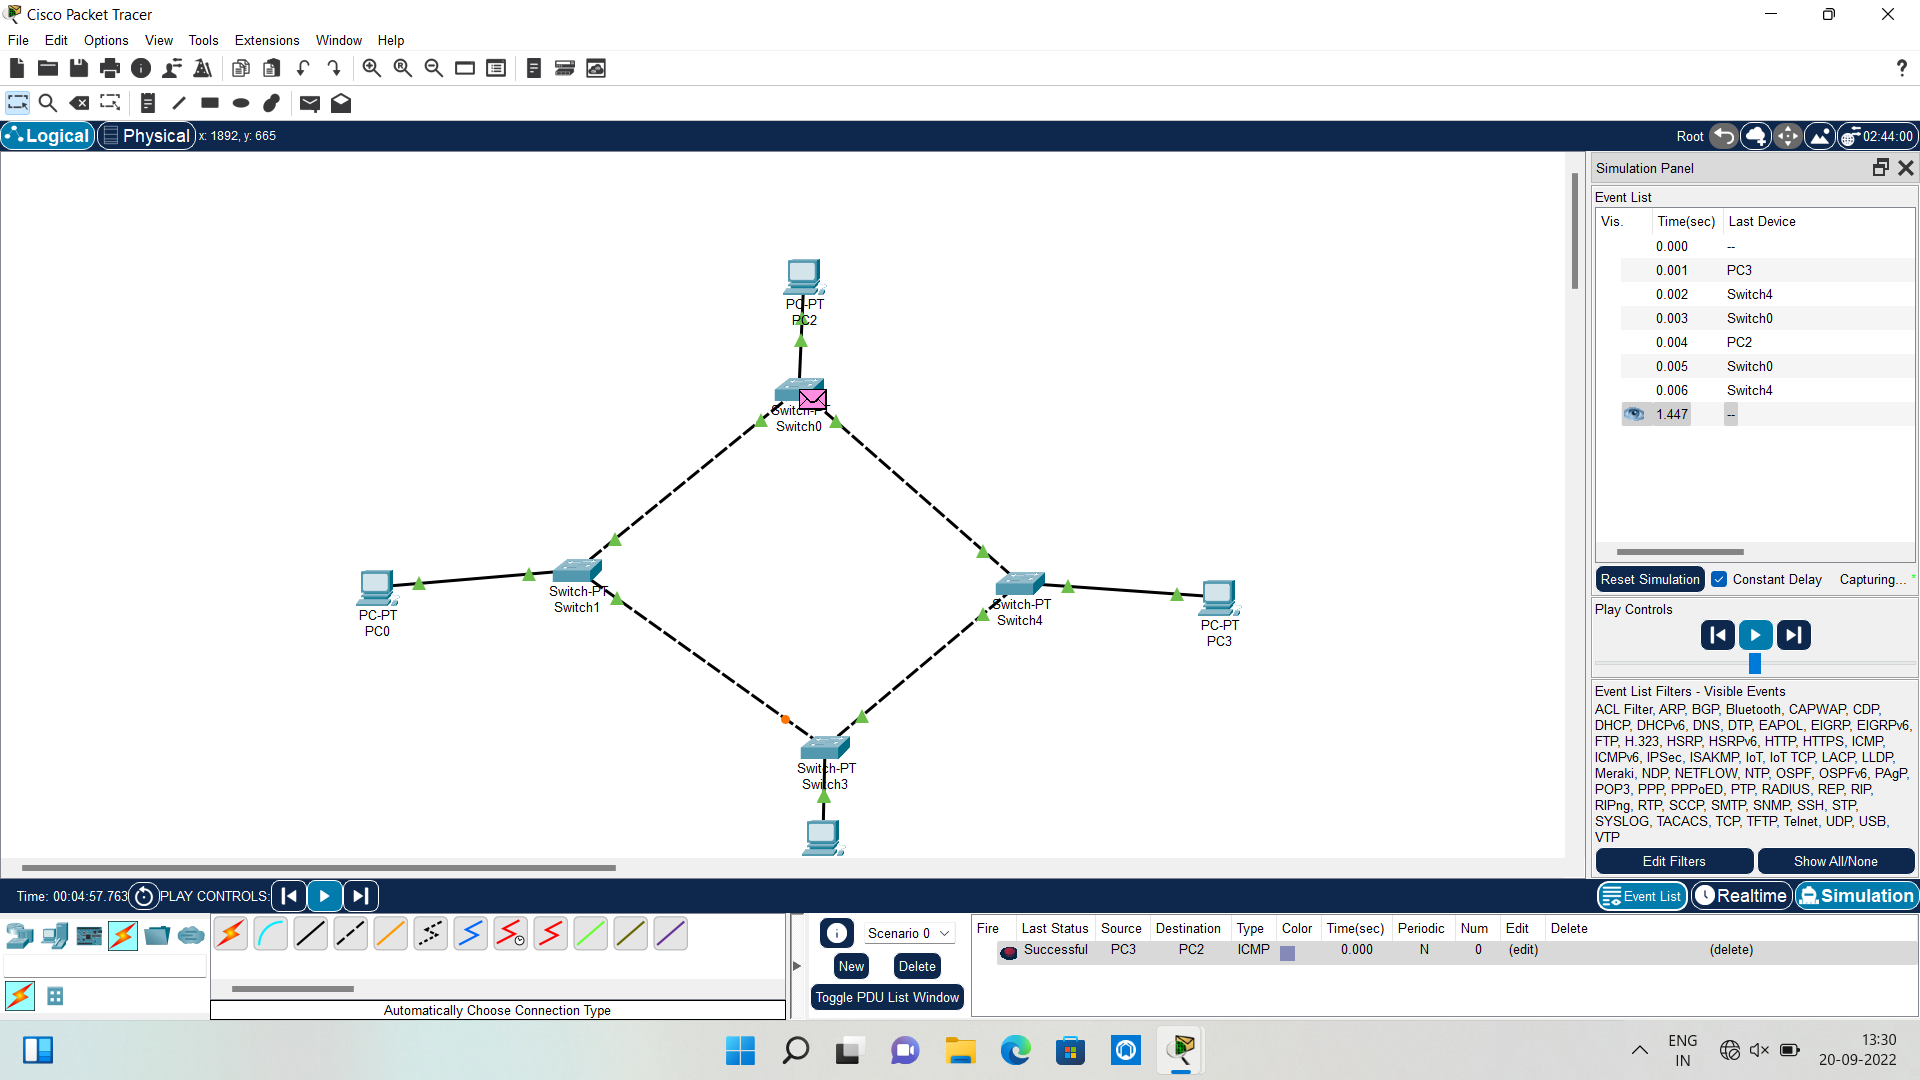 Cisco Packet Tracer
File Edit Options View Tools Extensions Window Help
?
Logical Physical x: 1892, y: 665 Root 02:44:00
Simulation Panel
Event List
Vis. Time(sec) Last Device
0.000 --
0.001 PC3
0.002 Switch4
0.003 Switch0
0.004 PC2
0.005 Switch0
0.006 Switch4
1.447 --
Reset Simulation Constant Delay Capturing...
Play Controls
Event List Filters - Visible Events
ACL Filter, ARP, BGP, Bluetooth, CAPWAP, CDP,
DHCP, DHCPv6, DNS, DTP, EAPOL, EIGRP, EIGRPv6,
FTP, H.323, HSRP, HSRPv6, HTTP, HTTPS, ICMP,
ICMPv6, IPSec, ISAKMP, IoT, IoT TCP, LACP, LLDP,
Meraki, NDP, NETFLOW, NTP, OSPF, OSPFv6, PAgP,
POP3, PPP, PPPoED, PTP, RADIUS, REP, RIP,
RIPng, RTP, SCCP, SMTP, SNMP, SSH, STP,
SYSLOG, TACACS, TCP, TFTP, Telnet, UDP, USB,
VTP
Edit Filters Show All/None
PC-PT
PC2
Switch-PT
Switch0
Switch-PT
Switch1
PC-PT
PC0
Switch-PT
Switch4
PC-PT
PC3
Switch-PT
Switch3
Time: 00:04:57.763 PLAY CONTROLS: Event List Realtime Simulation
Automatically Choose Connection Type
Scenario 0
New Delete
Toggle PDU List Window
Fire Last Status Source Destination Type Color Time(sec) Periodic Num Edit Delete
Successful PC3 PC2 ICMP 0.000 N 0 (edit) (delete)
ENG
IN
13:30
20-09-2022